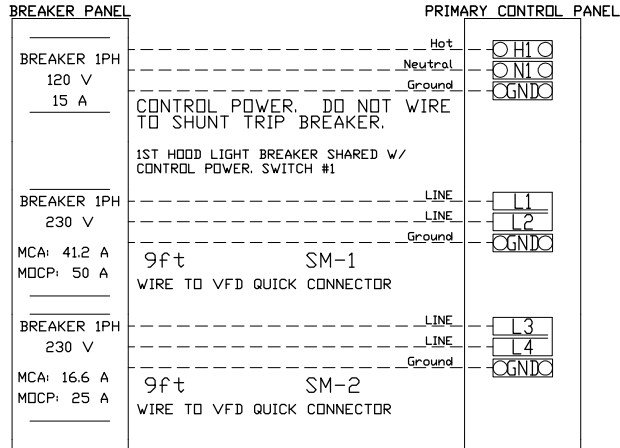 BREAKER PANEL
PRIMARY CONTROL PANEL
BREAKER 1PH
120 V
15 A
Hot
H1
Neutral
N1
Ground
GND
CONTROL POWER. DO NOT WIRE
TO SHUNT TRIP BREAKER.
1ST HOOD LIGHT BREAKER SHARED W/
CONTROL POWER. SWITCH #1
BREAKER 1PH
230 V
MCA: 41.2 A
MOCP: 50 A
LINE
L1
LINE
L2
Ground
GND
9ft SM-1
WIRE TO VFD QUICK CONNECTOR
BREAKER 1PH
230 V
MCA: 16.6 A
MOCP: 25 A
LINE
L3
LINE
L4
Ground
GND
9ft SM-2
WIRE TO VFD QUICK CONNECTOR